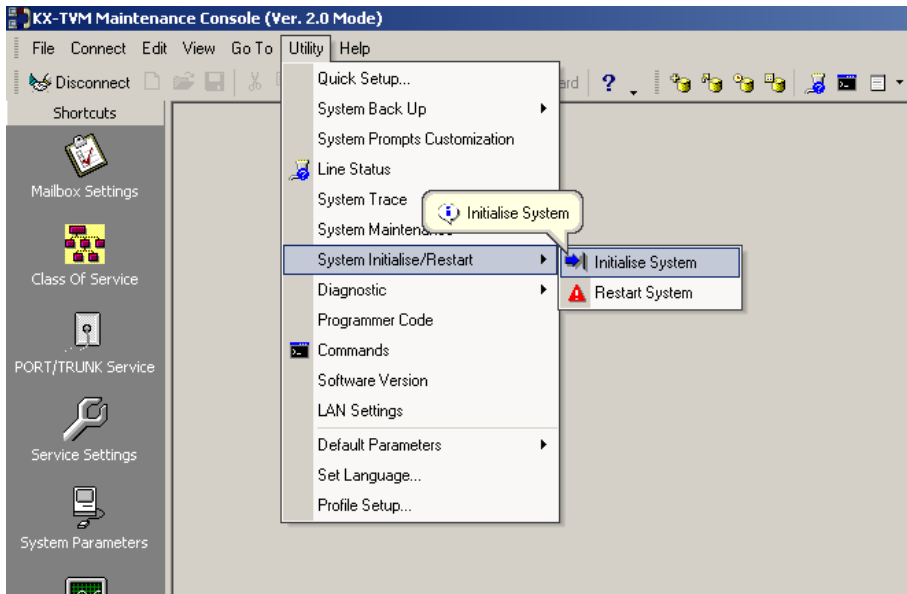 KX-TVM Maintenance Console (Ver. 2.0 Mode)
File Connect Edit View Go To Utility Help
Disconnect ?
Shortcuts
Mailbox Settings
Class Of Service
PORT/TRUNK Service
Service Settings
System Parameters
Quick Setup...
System Back Up
System Prompts Customization
Line Status
System Trace
System Maintenance
System Initialise/Restart
Diagnostic
Programmer Code
Commands
Software Version
LAN Settings
Default Parameters
Set Language...
Profile Setup...
Initialise System
Initialise System
Restart System